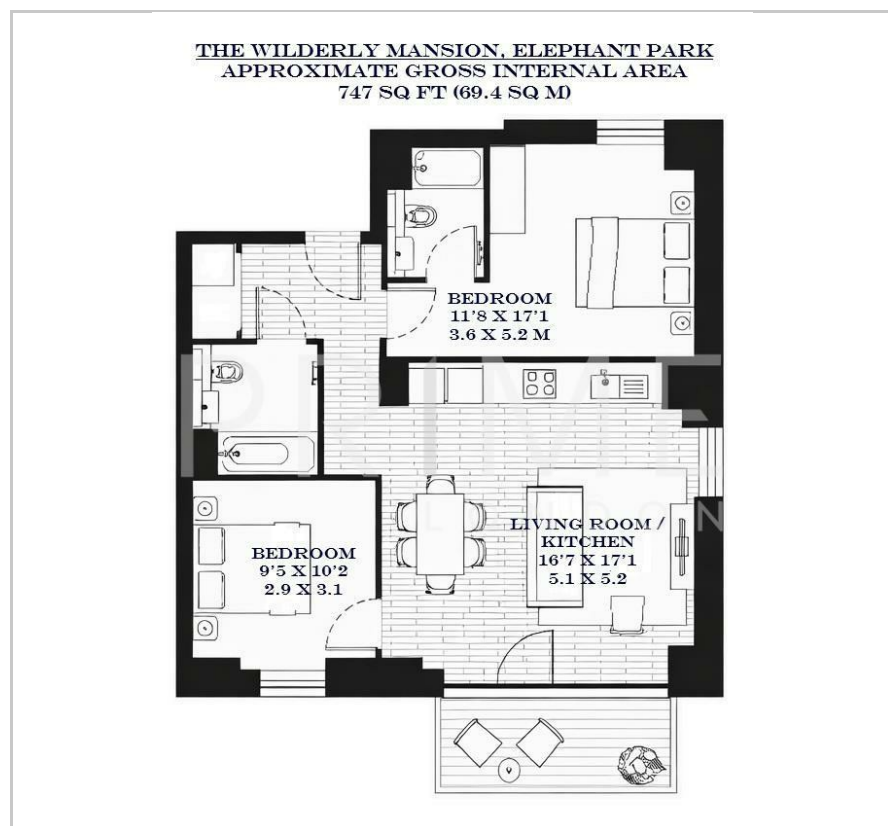 THE WILDERLY MANSION, ELEPHANT PARK
APPROXIMATE GROSS INTERNAL AREA
747 SQ FT (69.4 SQ M)
BEDROOM
11'8 X 17'1
3.6 X 5.2 M
PRIME
LONDON
LIVING ROOM /
KITCHEN
16'7 X 17'1
5.1 X 5.2
BEDROOM
9'5 X 10'2
2.9 X 3.1